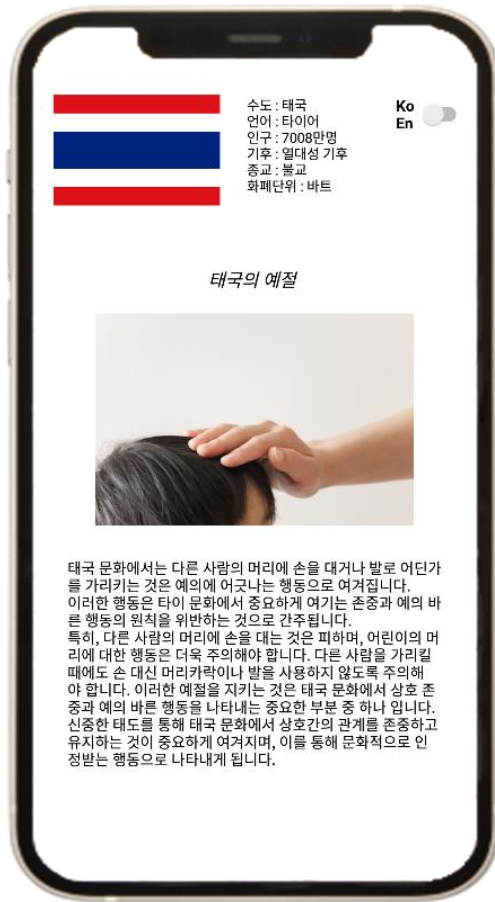 수도 : 태국
언어 : 타이어
인구 : 7008만명
기후 : 열대성 기후
종교 : 불교
화폐단위 : 바트
Ko
En
태국의 예절
태국 문화에서는 다른 사람의 머리에 손을 대거나 발로 어딘가
를 가리키는 것은 예의에 어긋나는 행동으로 여겨집니다.
이러한 행동은 타이 문화에서 중요하게 여기는 존중과 예의 바
른 행동의 원칙을 위반하는 것으로 간주됩니다.
특히, 다른 사람의 머리에 손을 대는 것은 피하며, 어린이의 머
리에 대한 행동은 더욱 주의해야 합니다. 다른 사람을 가리킬
때에도 손 대신 머리카락이나 발을 사용하지 않도록 주의해
야 합니다. 이러한 예절을 지키는 것은 태국 문화에서 상호 존
중과 예의 바른 행동을 나타내는 중요한 부분 중 하나 입니다.
신중한 태도를 통해 태국 문화에서 상호간의 관계를 존중하고
유지하는 것이 중요하게 여겨지며, 이를 통해 문화적으로 인
정받는 행동으로 나타내게 됩니다.